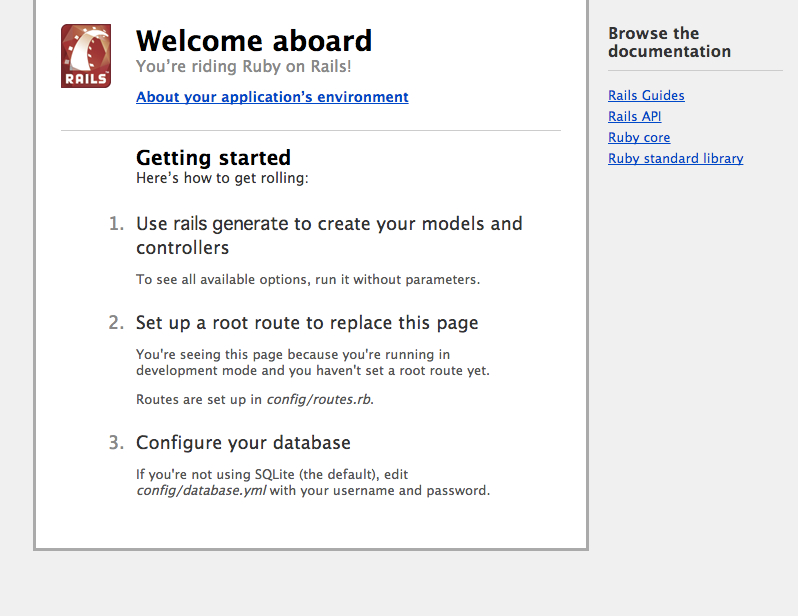 RAILS
Welcome aboard
You're riding Ruby on Rails!
About your application's environment
Getting started
Here's how to get rolling:
1. Use rails generate to create your models and
controllers
To see all available options, run it without parameters.
2. Set up a root route to replace this page
You're seeing this page because you're running in
development mode and you haven't set a root route yet.
Routes are set up in config/routes.rb.
3. Configure your database
If you're not using SQLite (the default), edit
config/database.yml with your username and password.
Browse the
documentation
Rails Guides
Rails API
Ruby core
Ruby standard library